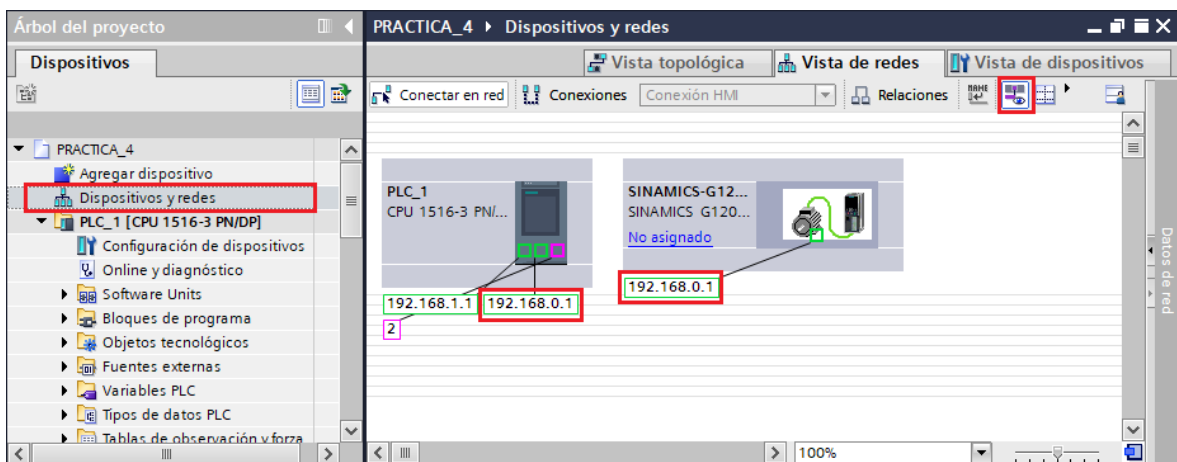 Árbol del proyecto
Dispositivos
PRACTICA_4
Agregar dispositivo
Dispositivos y redes
PLC_1 [CPU 1516-3 PN/DP]
Configuración de dispositivos
Online y diagnóstico
Software Units
Bloques de programa
Objetos tecnológicos
Fuentes externas
Variables PLC
Tipos de datos PLC
Tablas de observación y forza
PRACTICA_4 Dispositivos y redes
Vista topológica
Vista de redes
Vista de dispositivos
Conectar en red
Conexiones
Conexión HMI
Relaciones
NAME
PLC_1
CPU 1516-3 PN/...
192.168.1.1
192.168.0.1
2
SINAMICS-G12...
SINAMICS G120...
No asignado
192.168.0.1
100%
Datos de red